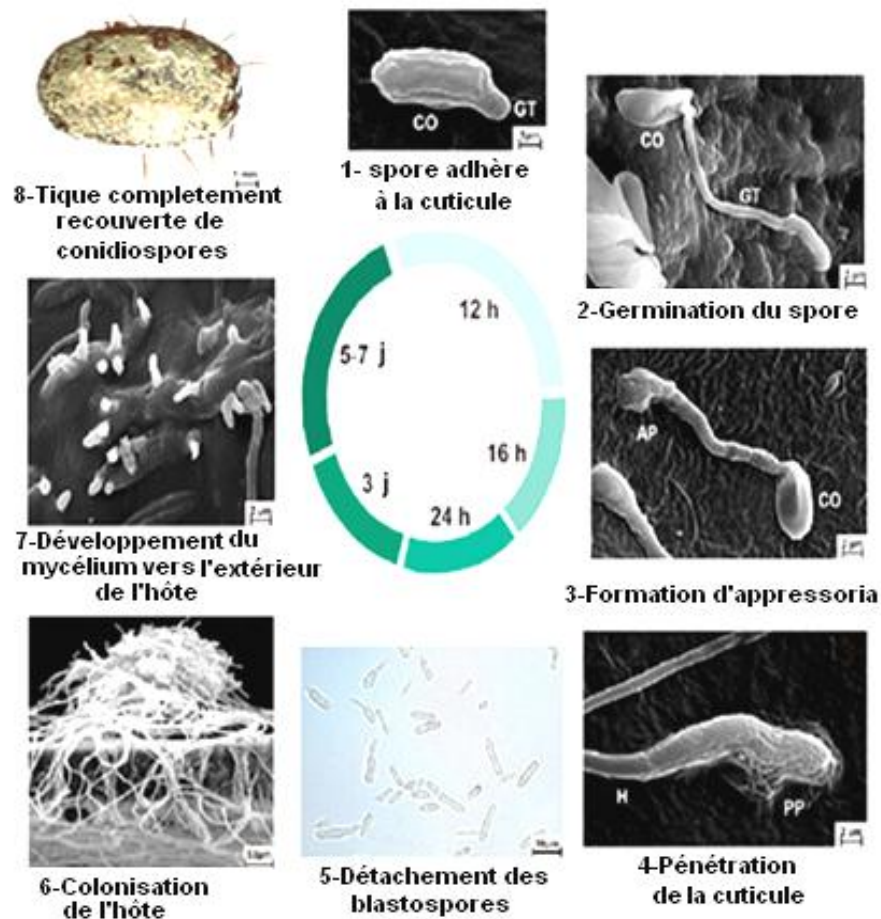 8-Tique completement
recouverte de
conidiospores
1 mm
CO
GT
1- spore adhère
à la cuticule
CO
GT
2-Germination du spore
12 h
16 h
24 h
3 j
5-7 j
AP
CO
3-Formation d'appressoria
7-Développement du
mycélium vers l'extérieur
de l'hôte
H
PP
4-Pénétration
de la cuticule
5-Détachement des
blastospores
6-Colonisation
de l'hôte